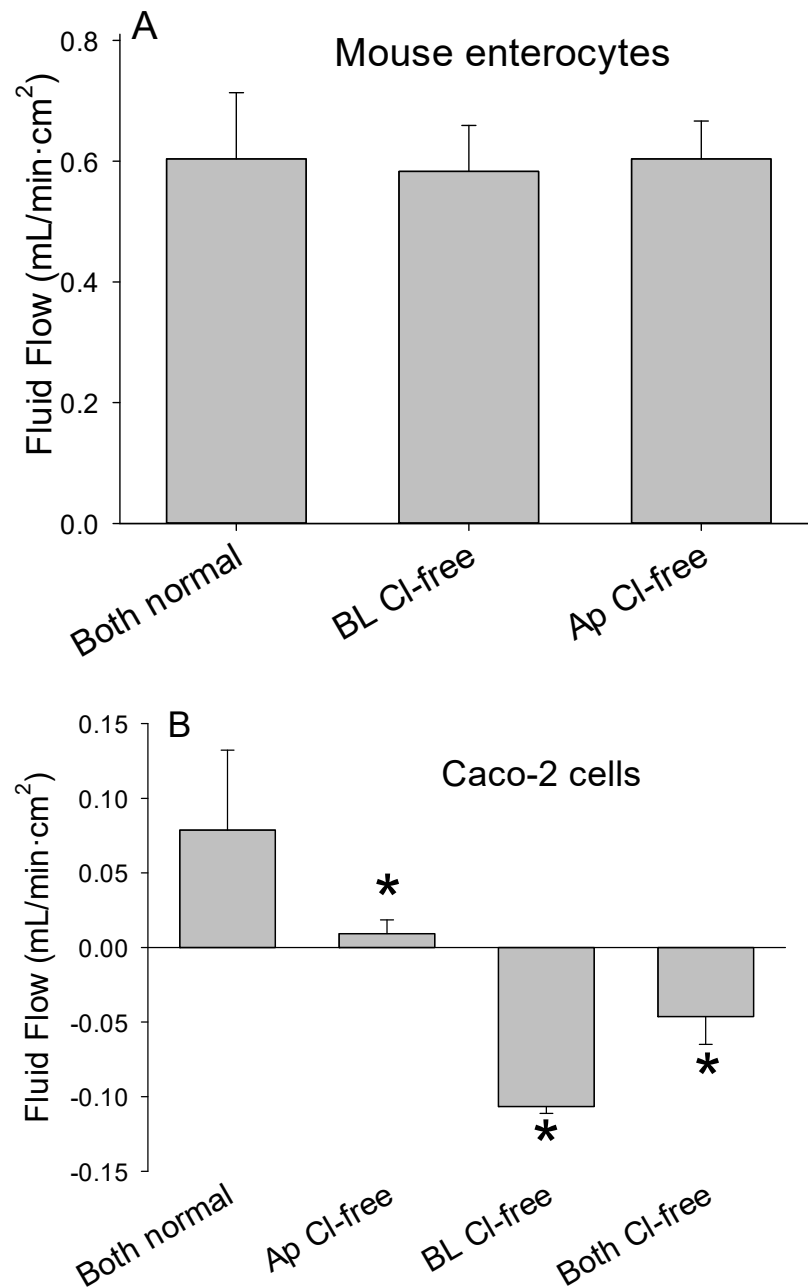 A
Mouse enterocytes
Fluid Flow (mL/min·cm²)
0.8
0.6
0.4
0.2
0.0
Both normal
BL Cl-free
Ap Cl-free
B
Caco-2 cells
Fluid Flow (mL/min·cm²)
0.15
0.10
0.05
0.00
-0.05
-0.10
-0.15
*
*
*
Both normal
Ap Cl-free
BL Cl-free
Both Cl-free